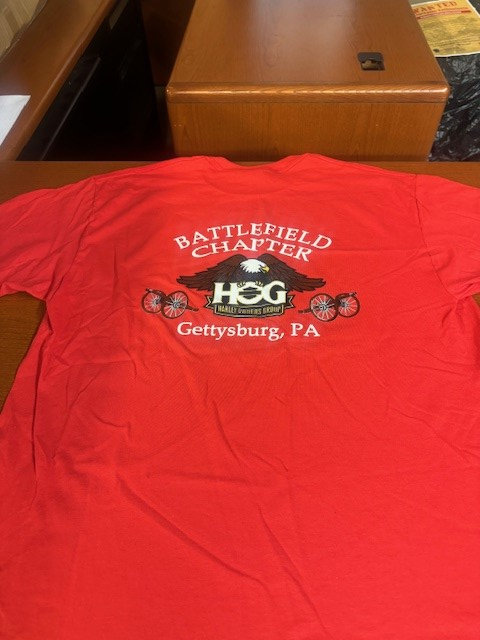 BATTLEFIELD
CHAPTER
HOG
HARLEY OWNERS GROUP
Gettysburg, PA